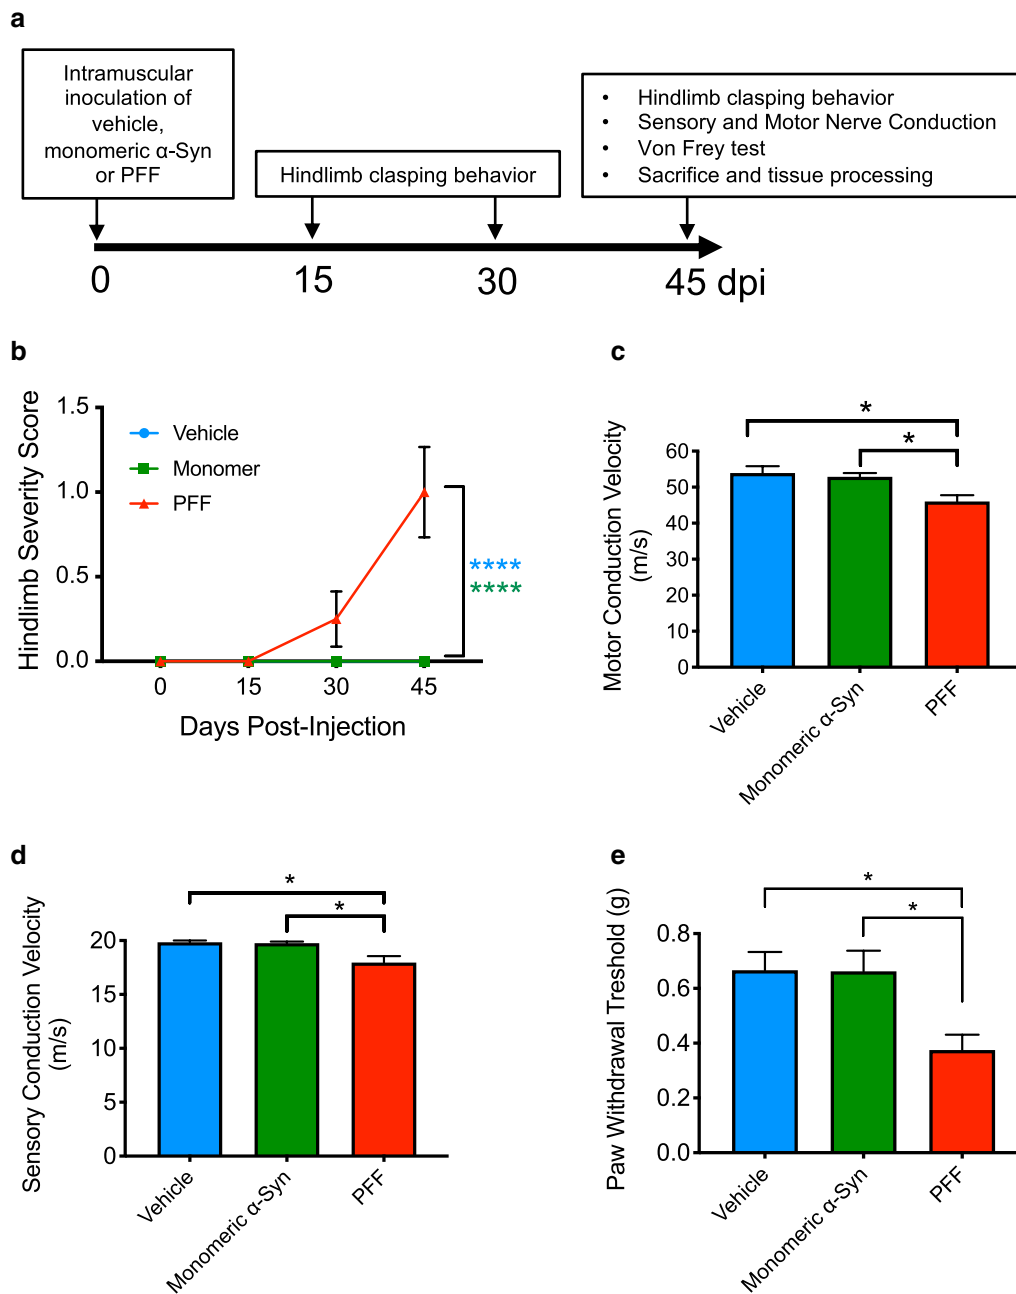 a
Intramuscular
inoculation of
vehicle,
monomeric α-Syn
or PFF
Hindlimb clasping behavior
• Hindlimb clasping behavior
• Sensory and Motor Nerve Conduction
• Von Frey test
• Sacrifice and tissue processing
0
15
30
45 dpi
b
Hindlimb Severity Score
1.5
1.0
0.5
0.0
Vehicle
Monomer
PFF
****
****
0
15
30
45
Days Post-Injection
c
Motor Conduction Velocity
(m/s)
60
50
40
30
20
10
0
*
*
Vehicle
Monomeric α-Syn
PFF
d
Sensory Conduction Velocity
(m/s)
20
15
10
5
0
*
*
Vehicle
Monomeric α-Syn
PFF
e
Paw Withdrawal Treshold (g)
0.8
0.6
0.4
0.2
0.0
*
*
Vehicle
Monomeric α-Syn
PFF